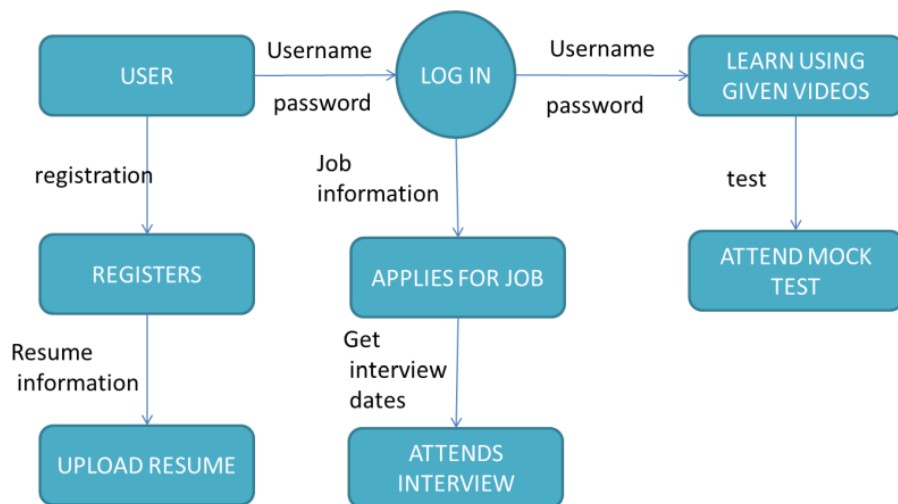 USER
Username
password
LOG IN
Username
password
LEARN USING
GIVEN VIDEOS
registration
Job
information
test
REGISTERS
APPLIES FOR JOB
ATTEND MOCK
TEST
Resume
information
Get
interview
dates
UPLOAD RESUME
ATTENDS
INTERVIEW